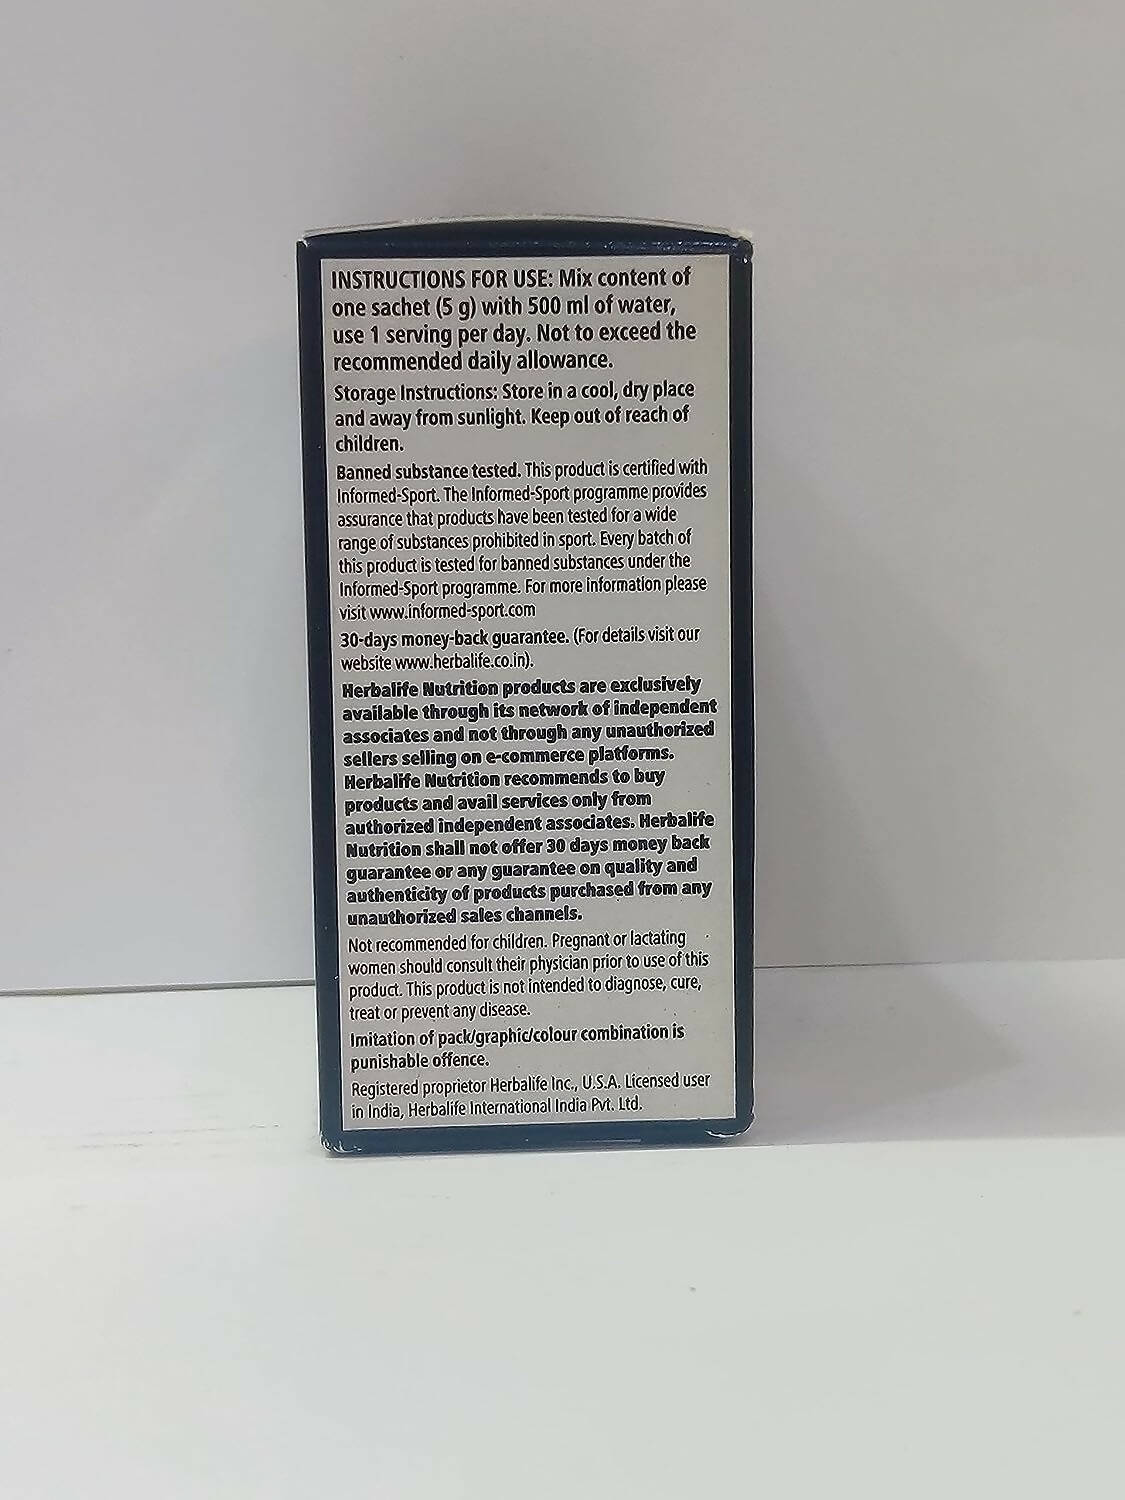 INSTRUCTIONS FOR USE: Mix content of
one sachet (5 g) with 500 ml of water,
use 1 serving per day. Not to exceed the
recommended daily allowance.
Storage Instructions: Store in a cool, dry place
and away from sunlight. Keep out of reach of
children.
Banned substance tested. This product is certified with
Informed-Sport. The Informed-Sport programme provides
assurance that products have been tested for a wide
range of substances prohibited in sport. Every batch of
this product is tested for banned substances under the
Informed-Sport programme. For more information please
visit www.informed-sport.com
30-days money-back guarantee. (For details visit our
website www.herbalife.co.in).
Herbalife Nutrition products are exclusively
available through its network of independent
associates and not through any unauthorized
sellers selling on e-commerce platforms.
Herbalife Nutrition recommends to buy
products and avail services only from
authorized independent associates. Herbalife
Nutrition shall not offer 30 days money back
guarantee or any guarantee on quality and
authenticity of products purchased from any
unauthorized sales channels.
Not recommended for children. Pregnant or lactating
women should consult their physician prior to use of this
product. This product is not intended to diagnose, cure,
treat or prevent any disease.
Imitation of pack/graphic/colour combination is
punishable offence.
Registered proprietor Herbalife Inc., U.S.A. Licensed user
in India, Herbalife International India Pvt. Ltd.